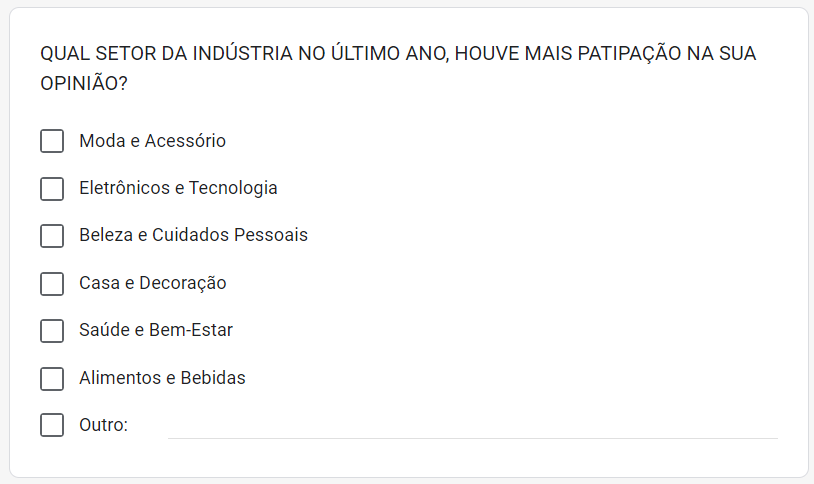 QUAL SETOR DA INDÚSTRIA NO ÚLTIMO ANO, HOUVE MAIS PATIPAÇÃO NA SUA
OPINIÃO?
Moda e Acessório
Eletrônicos e Tecnologia
Beleza e Cuidados Pessoais
Casa e Decoração
Saúde e Bem-Estar
Alimentos e Bebidas
Outro: